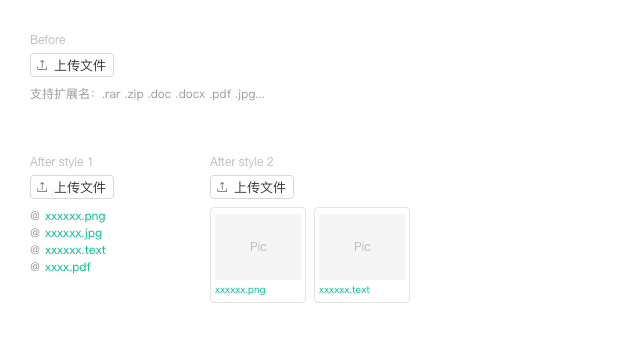 Before
上传文件
支持扩展名：.rar .zip .doc .docx .pdf .jpg...
After style 1
上传文件
@ xxxxxx.png
@ xxxxxx.jpg
@ xxxxxx.text
@ xxxx.pdf
After style 2
上传文件
Pic
xxxxxx.png
Pic
xxxxxx.text